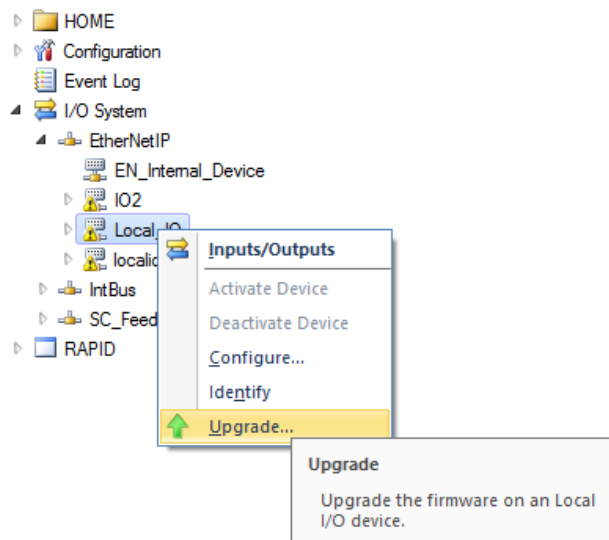 HOME
Configuration
Event Log
I/O System
EtherNetIP
EN_Internal_Device
IO2
Local_IO
localic
IntBus
SC_Feed
RAPID
Inputs/Outputs
Activate Device
Deactivate Device
Configure...
Identify
Upgrade...
Upgrade
Upgrade the firmware on an Local
I/O device.